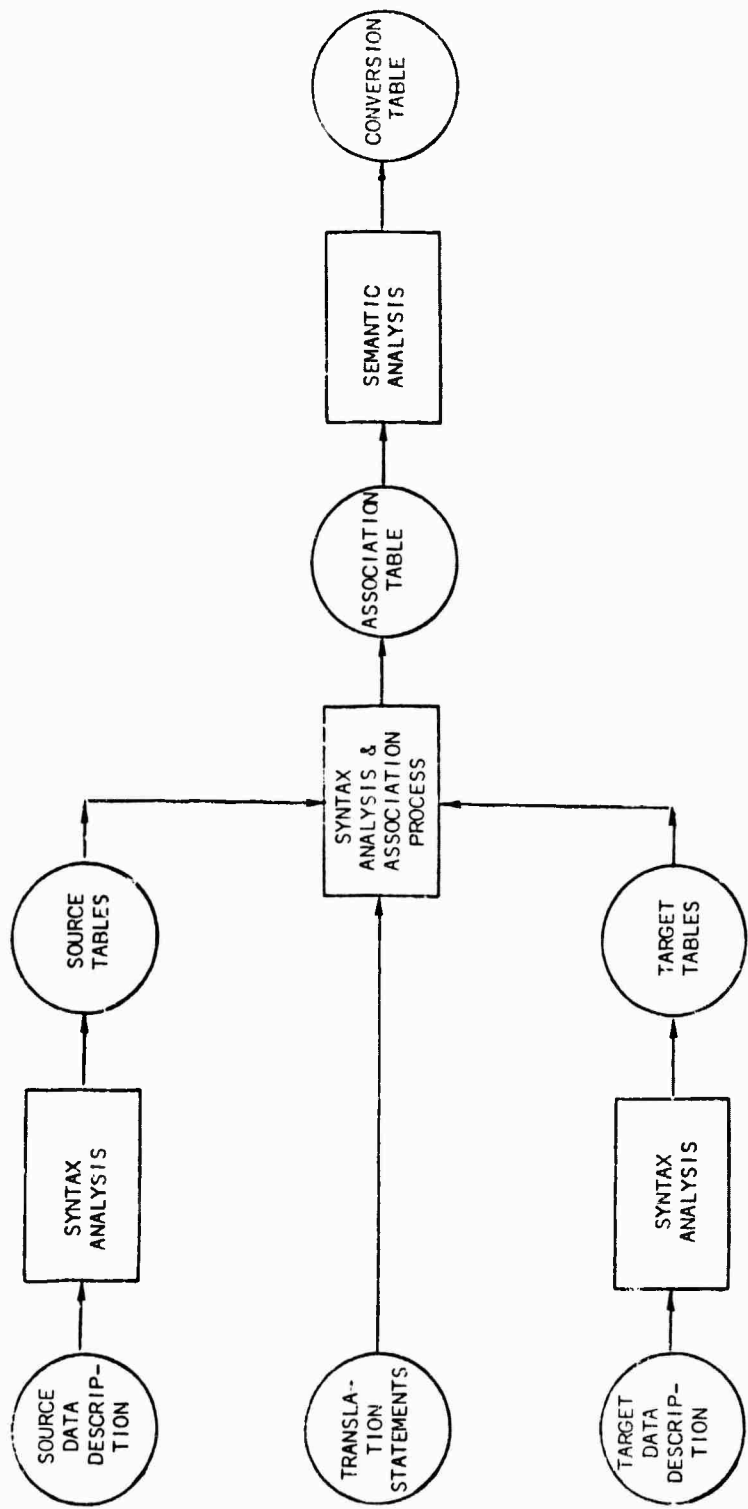 SOURCE
DATA
DESCRIP-
TION
SYNTAX
ANALYSIS
SOURCE
TABLES
TRANSLA-
TION
STATEMENTS
SYNTAX
ANALYSIS &
ASSOCIATION
PROCESS
ASSOCIATION
TABLE
SEMANTIC
ANALYSIS
CONVERSION
TABLE
TARGET
DATA
DESCRIP-
TION
SYNTAX
ANALYSIS
TARGET
TABLES